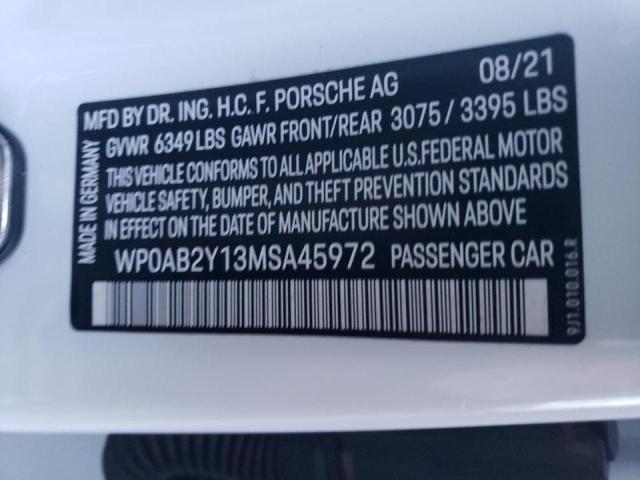 MFD BY DR. ING. H.C. F. PORSCHE AG 08/21
GVWR 6349 LBS GAWR FRONT/REAR 3075 / 3395 LBS
THIS VEHICLE CONFORMS TO ALL APPLICABLE U.S.FEDERAL MOTOR
VEHICLE SAFETY, BUMPER, AND THEFT PREVENTION STANDARDS
IN EFFECT ON THE DATE OF MANUFACTURE SHOWN ABOVE
WP0AB2Y13MSA45972 PASSENGER CAR
MADE IN GERMANY
9J1.010.016.R